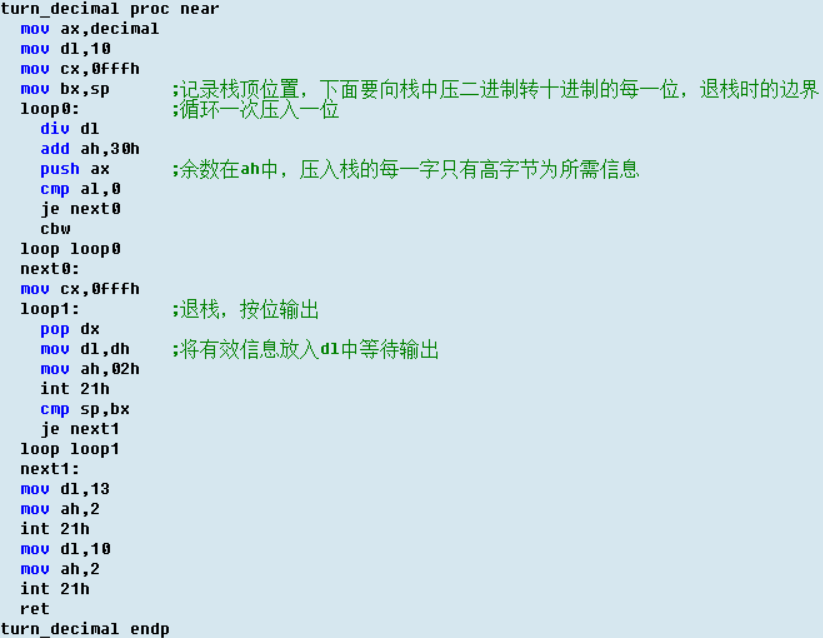 turn_decimal proc near
mov ax,decimal
mov dl,10
mov cx,0fffh
mov bx,sp ;记录栈顶位置，下面要向栈中压二进制转十进制的每一位，退栈时的边界
loop0: ;循环一次压入一位
div dl
add ah,30h
push ax ;余数在ah中，压入栈的每一字只有高字节为所需信息
cmp al,0
je next0
cbw
loop loop0
next0:
mov cx,0fffh
loop1: ;退栈，按位输出
pop dx
mov dl,dh ;将有效信息放入dl中等待输出
mov ah,02h
int 21h
cmp sp,bx
je next1
loop loop1
next1:
mov dl,13
mov ah,2
int 21h
mov dl,10
mov ah,2
int 21h
ret
turn_decimal endp